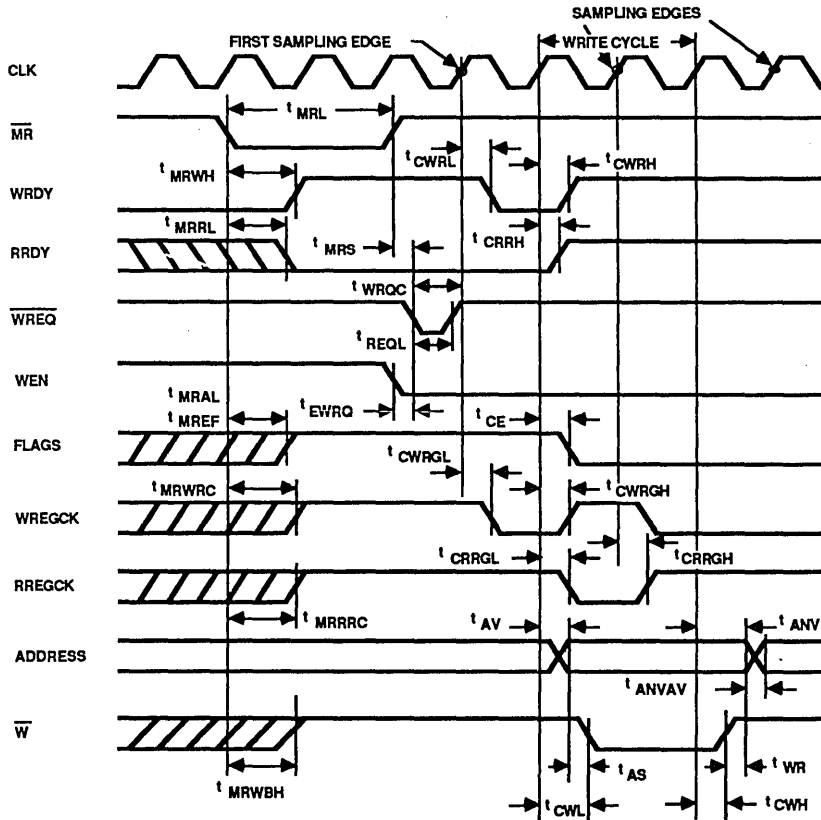 SAMPLING EDGES
FIRST SAMPLING EDGE
WRITE CYCLE
CLK
t MRL
MR
t CWRL
t CWRH
t MRWH
WRDY
t MRRL
t CRRH
RRDY
t MRS
t WRQC
WREQ
t REQL
WEN
t MRAL
t MREF
t EWRQ
t CE
FLAGS
t CWRGL
t MRWRC
t CWRGH
WREGCK
t CRRGL
t CRRGH
RREGCK
t MRRRC
t AV
t ANV
ADDRESS
t ANVAV
W
t AS
t WR
t MRWBH
t CWL
t CWH